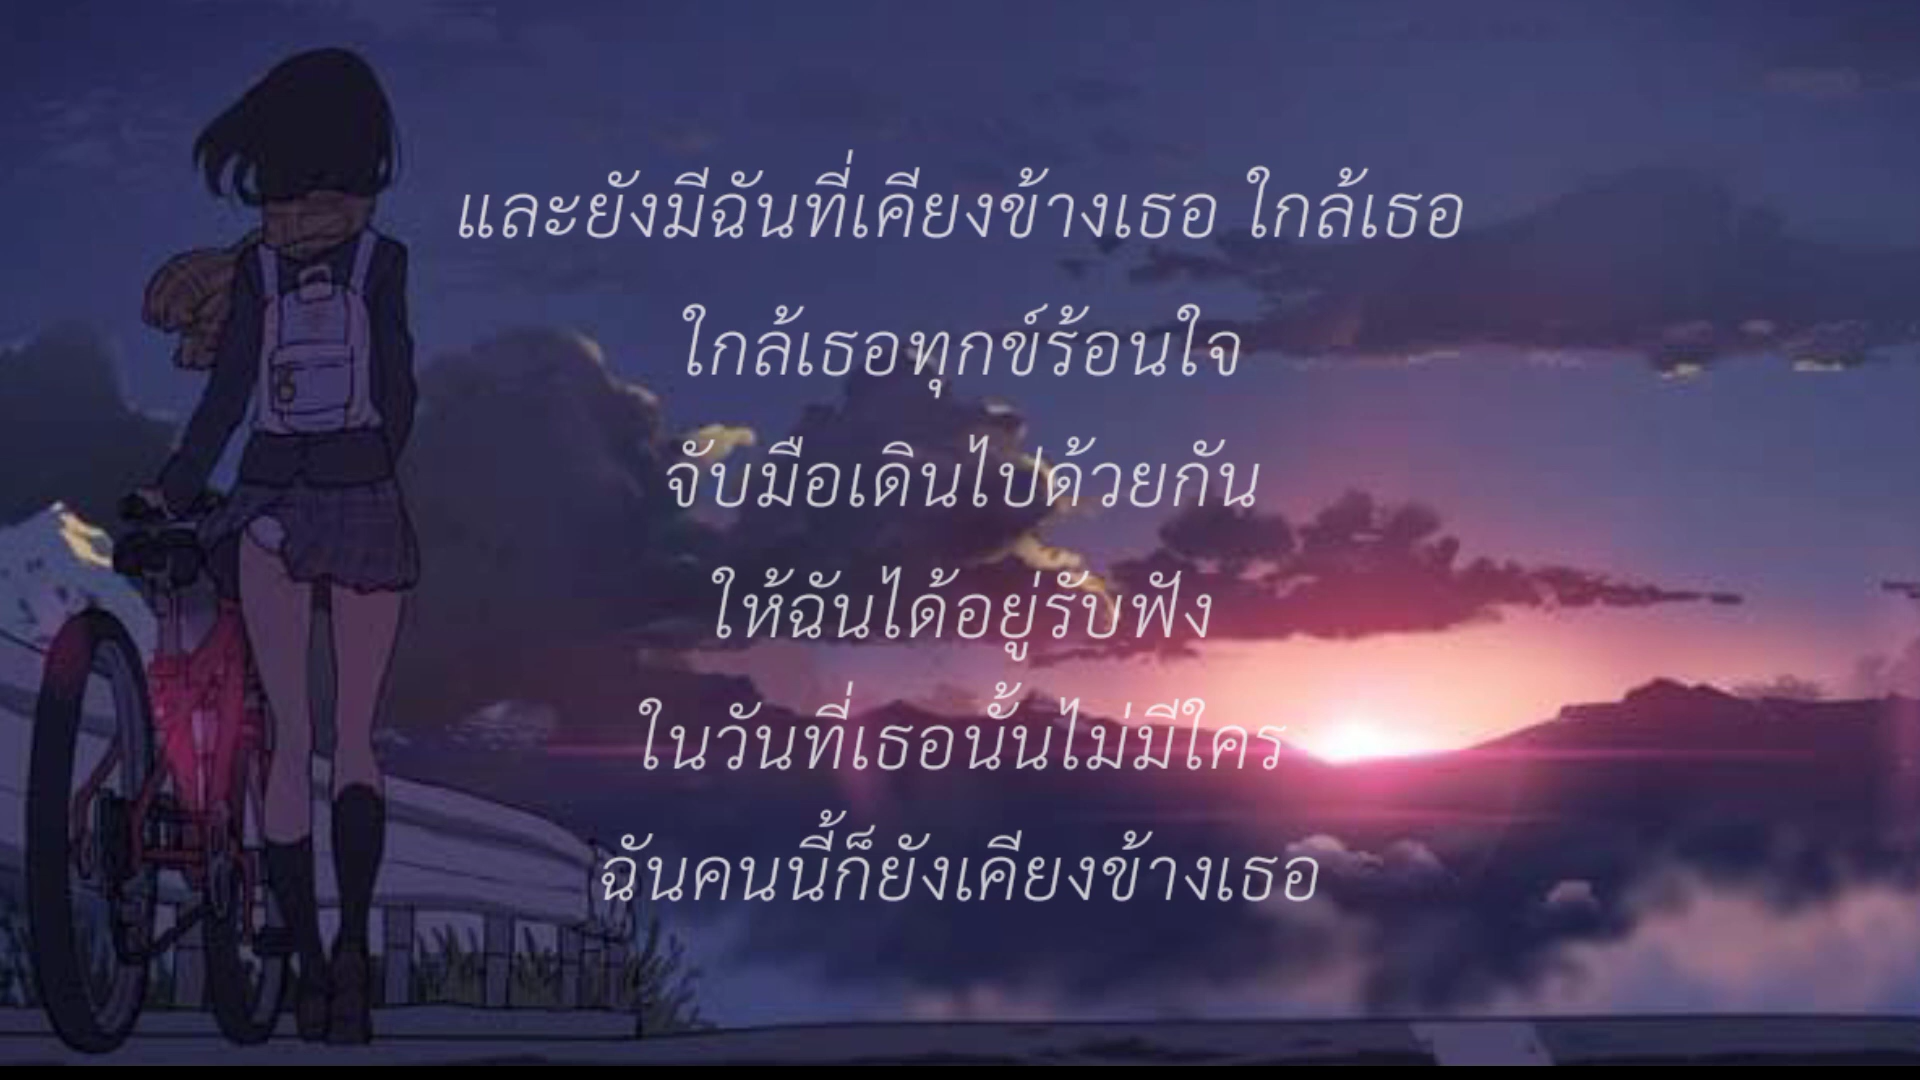 และยังมีฉันที่เคียงข้างเธอ ใกล้เธอ
ใกล้เธอทุกข์ร้อนใจ
จับมือเดินไปด้วยกัน
ให้ฉันได้อยู่รับฟัง
ในวันที่เธอนั้นไม่มีใคร
ฉันคนนี้ก็ยังเคียงข้างเธอ